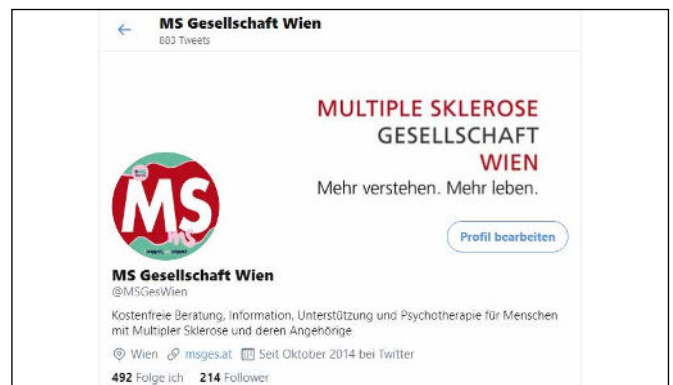 MS Gesellschaft Wien
883 Tweets
MULTIPLE SKLEROSE
GESELLSCHAFT
WIEN
Mehr verstehen. Mehr leben.
MS
ms
Profil bearbeiten
MS Gesellschaft Wien
@MSGesWien
Kostenfreie Beratung, Information, Unterstützung und Psychotherapie für Menschen
mit Multipler Sklerose und deren Angehörige
Wien msges.at Seit Oktober 2014 bei Twitter
492 Folge ich 214 Follower